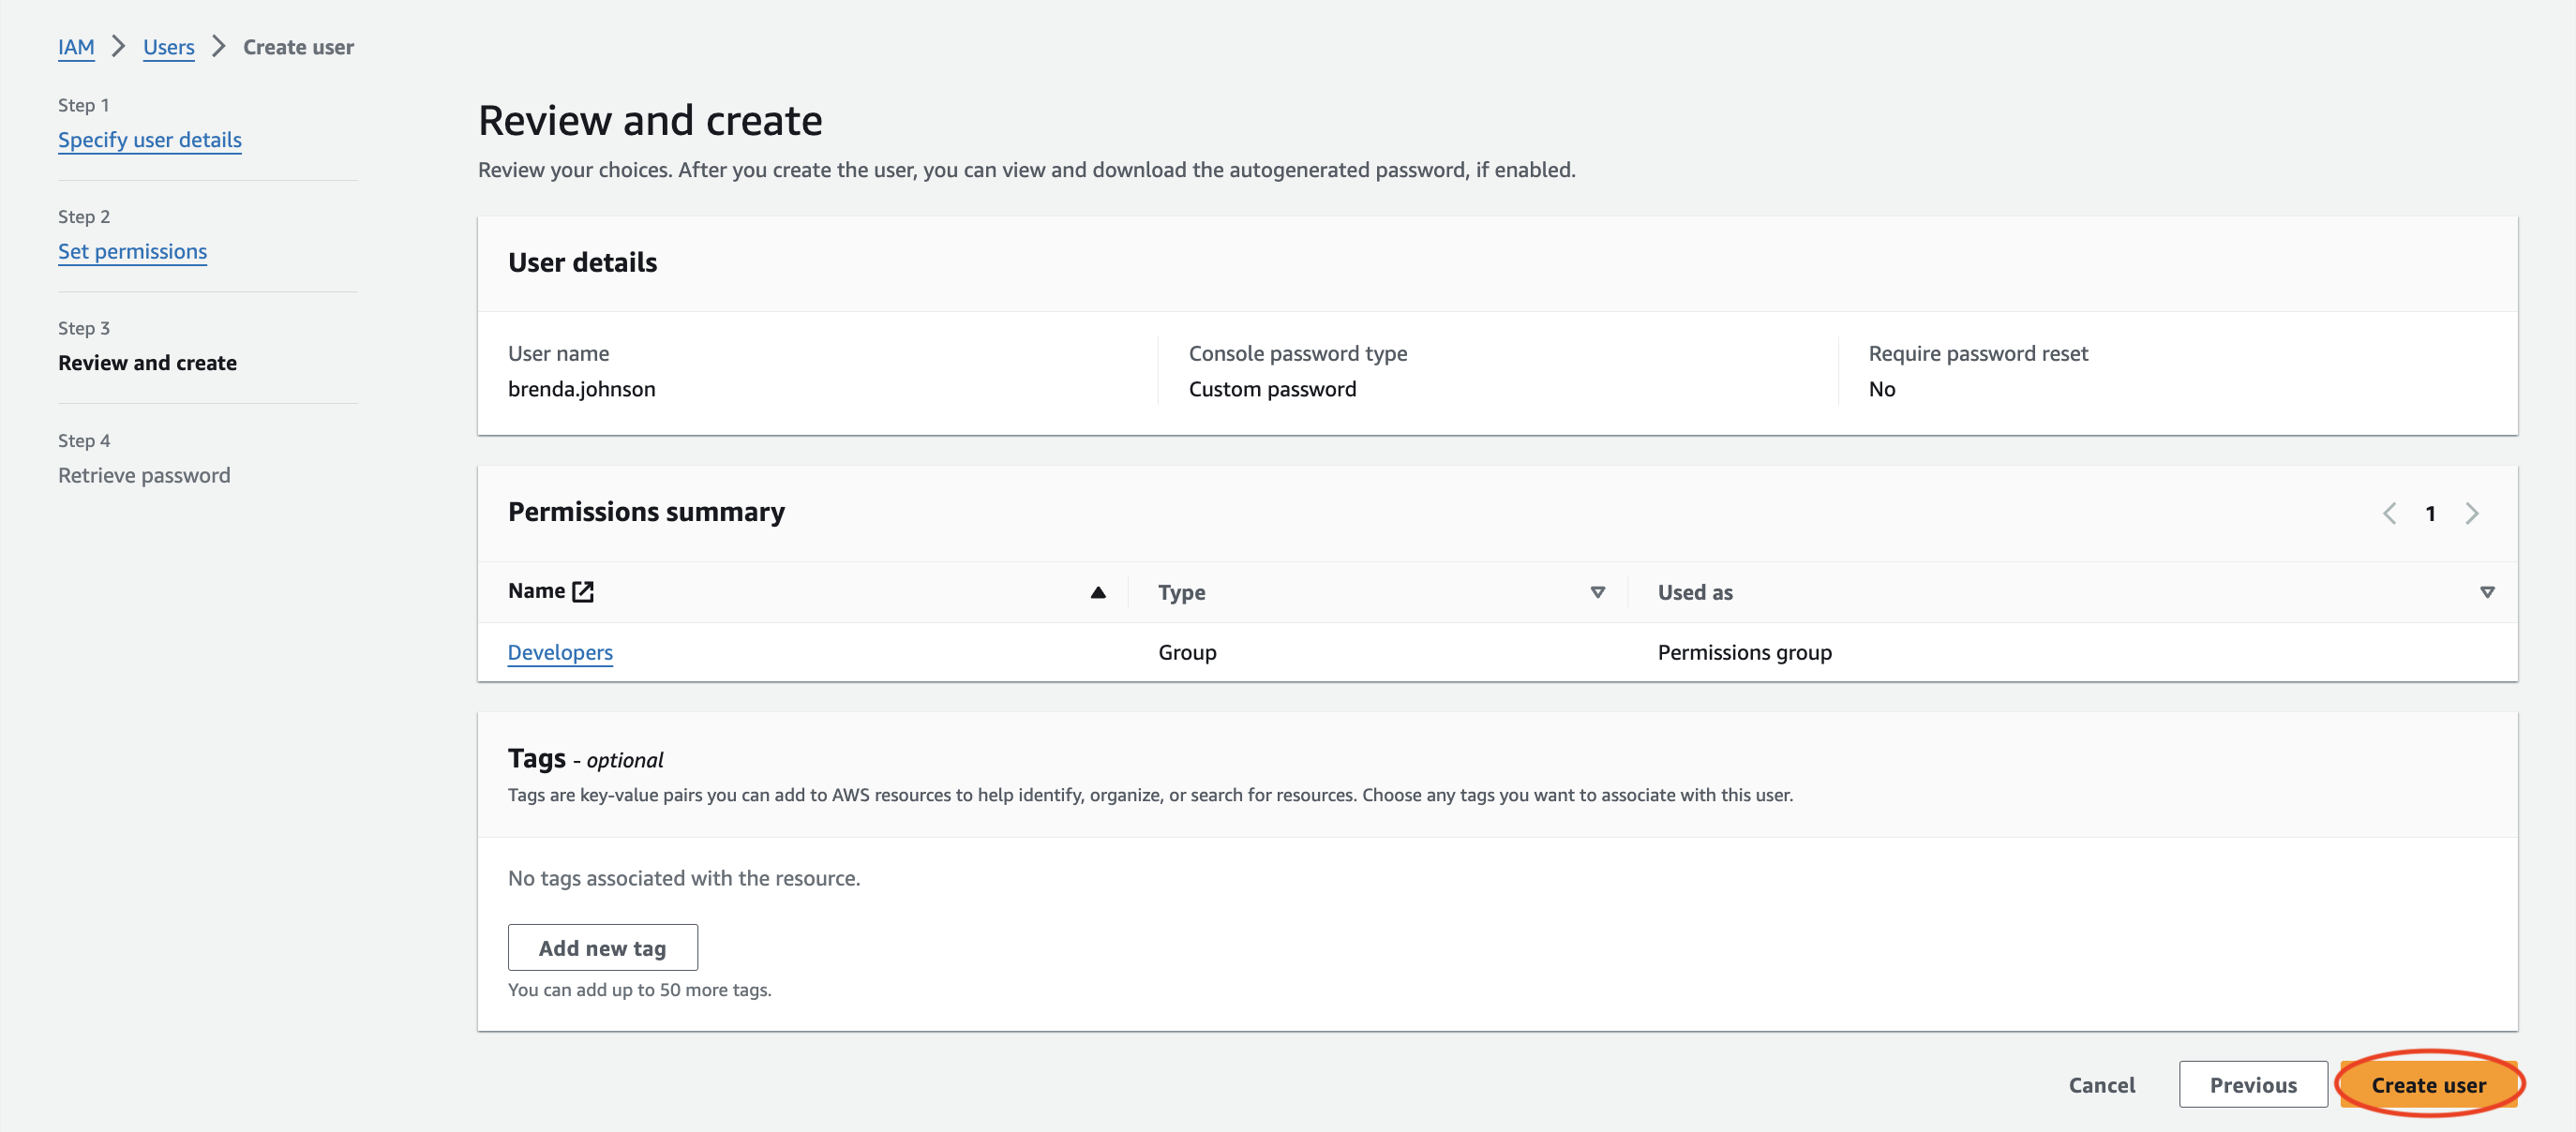 IAM > Users > Create user
Step 1
Specify user details
Step 2
Set permissions
Step 3
Review and create
Step 4
Retrieve password
Review and create
Review your choices. After you create the user, you can view and download the autogenerated password, if enabled.
User details
User name
brenda.johnson
Console password type
Custom password
Require password reset
No
Permissions summary
1
Name Type Used as
Developers Group Permissions group
Tags - optional
Tags are key-value pairs you can add to AWS resources to help identify, organize, or search for resources. Choose any tags you want to associate with this user.
No tags associated with the resource.
Add new tag
You can add up to 50 more tags.
Cancel Previous Create user